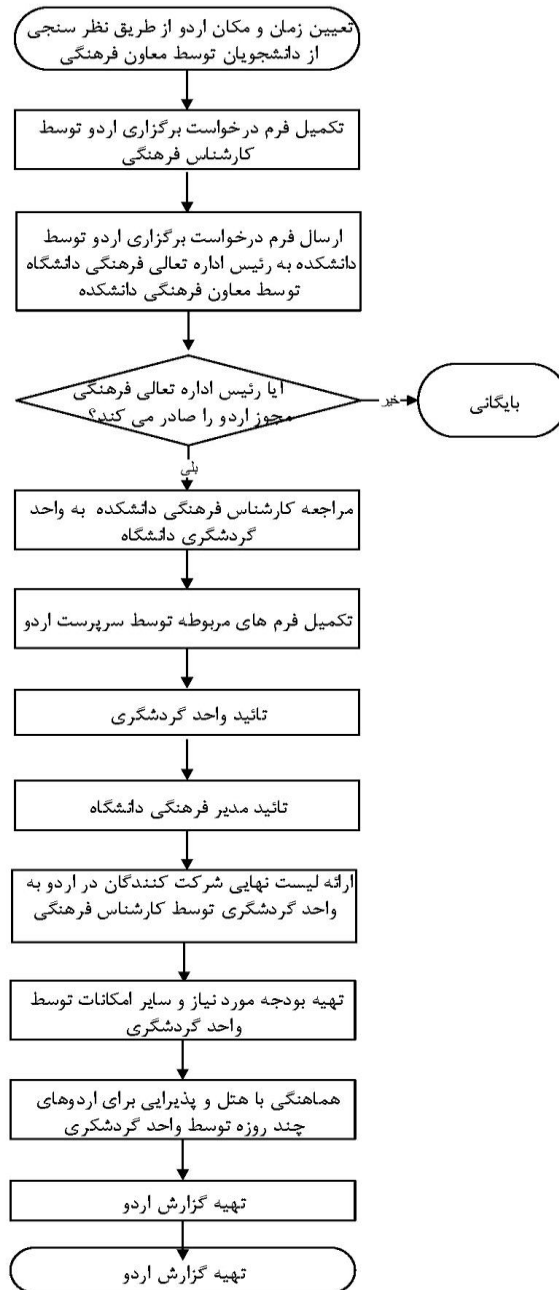 تعیین زمان و مکان اردو از طریق نظر سنجی
از دانشجویان توسط معاون فرهنگی
تکمیل فرم درخواست برگزاری اردو توسط
کارشناس فرهنگی
ارسال فرم درخواست برگزاری اردو توسط
دانشکده به رئیس اداره تعالی فرهنگی دانشگاه
توسط معاون فرهنگی دانشکده
آیا رئیس اداره تعالی فرهنگی
مجوز اردو را صادر می کند؟
خیر
بایگانی
بلی
مراجعه کارشناس فرهنگی دانشکده به واحد
گردشگری دانشگاه
تکمیل فرم های مربوطه توسط سرپرست اردو
تائید واحد گردشگری
تائید مدیر فرهنگی دانشگاه
ارائه لیست نهایی شرکت کنندگان در اردو به
واحد گردشگری توسط کارشناس فرهنگی
تهیه بودجه مورد نیاز و سایر امکانات توسط
واحد گردشگری
هماهنگی با هتل و پذیرایی برای اردوهای
چند روزه توسط واحد گردشکری
تهیه گزارش اردو
تهیه گزارش اردو